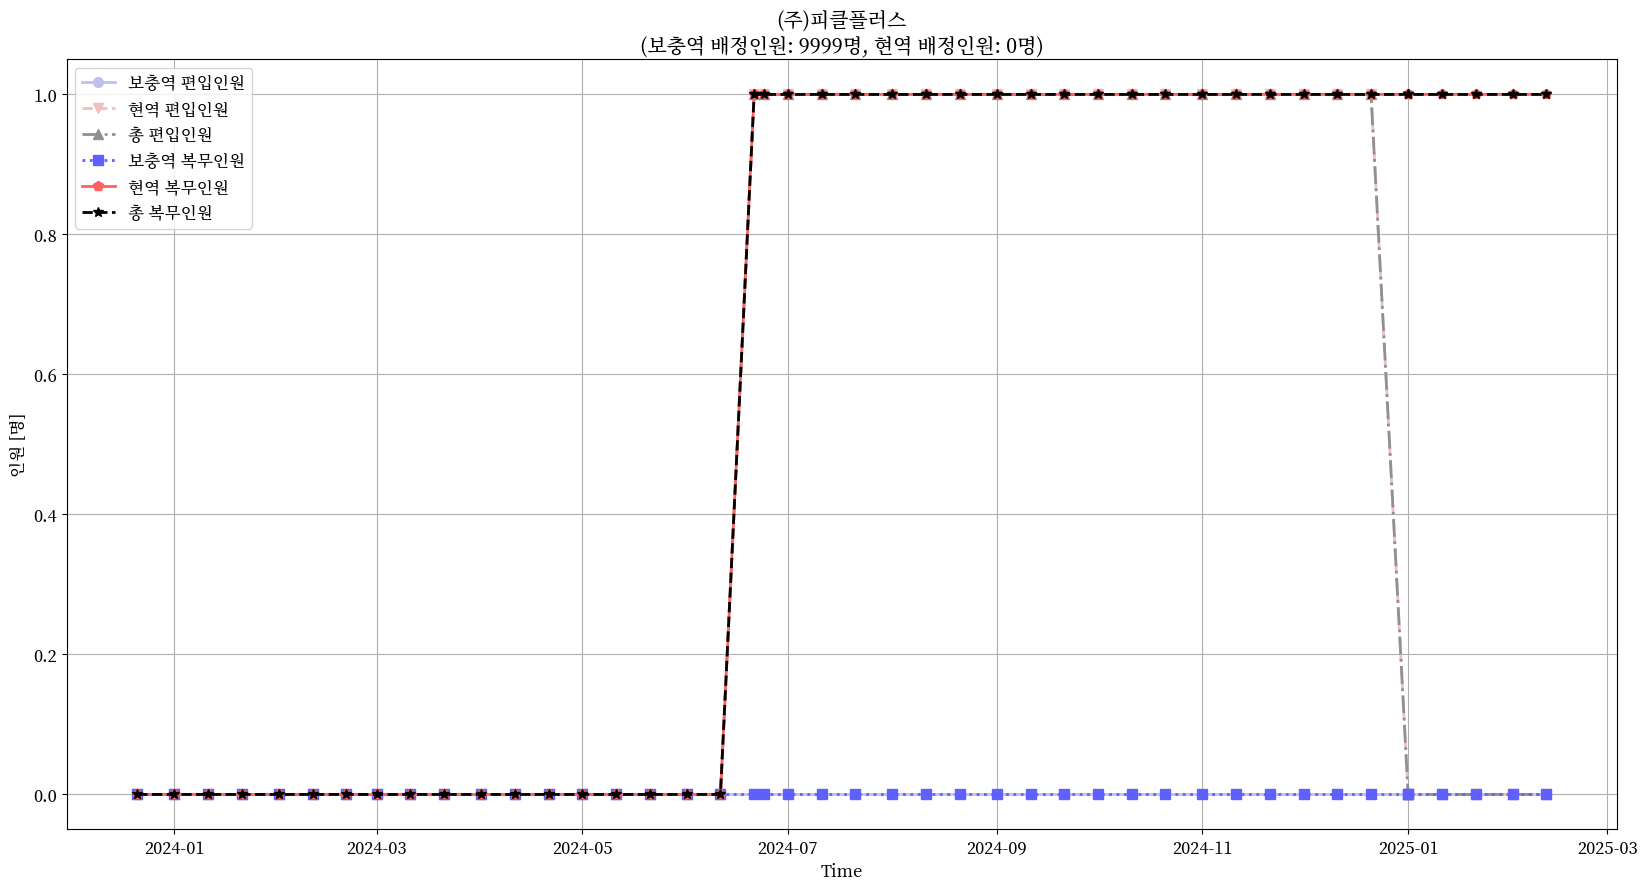 (주)피클플러스
(보충역 배정인원: 9999명, 현역 배정인원: 0명)
보충역 편입인원
현역 편입인원
총 편입인원
보충역 복무인원
현역 복무인원
총 복무인원
1.0
0.8
0.6
0.4
0.2
0.0
인원 [명]
2024-01
2024-03
2024-05
2024-07
2024-09
2024-11
2025-01
2025-03
Time